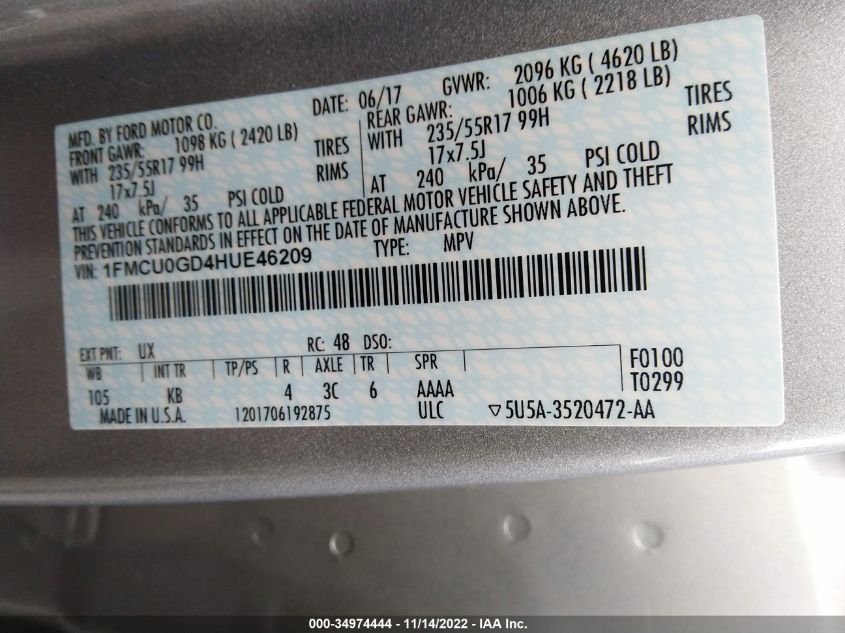 MFD. BY FORD MOTOR CO.
DATE: 06/17 GVWR: 2096 KG ( 4620 LB)
FRONT GAWR: 1098 KG ( 2420 LB)
WITH 235/55R17 99H TIRES
17x7.5J RIMS
AT 240 kPa/ 35 PSI COLD
REAR GAWR: 1006 KG ( 2218 LB)
WITH 235/55R17 99H TIRES
17x7.5J RIMS
AT 240 kPa/ 35 PSI COLD
THIS VEHICLE CONFORMS TO ALL APPLICABLE FEDERAL MOTOR VEHICLE SAFETY AND THEFT
PREVENTION STANDARDS IN EFFECT ON THE DATE OF MANUFACTURE SHOWN ABOVE.
VIN: 1FMCU0GD4HUE46209 TYPE: MPV
EXT PNT: UX RC: 48 DSO:
WB INT TR TP/PS R AXLE TR SPR
105 KB 4 3C 6 AAAA
F0100
T0299
MADE IN U.S.A. 1201706192875 ULC ▽5U5A-3520472-AA
000-34974444 - 11/14/2022 - IAA Inc.